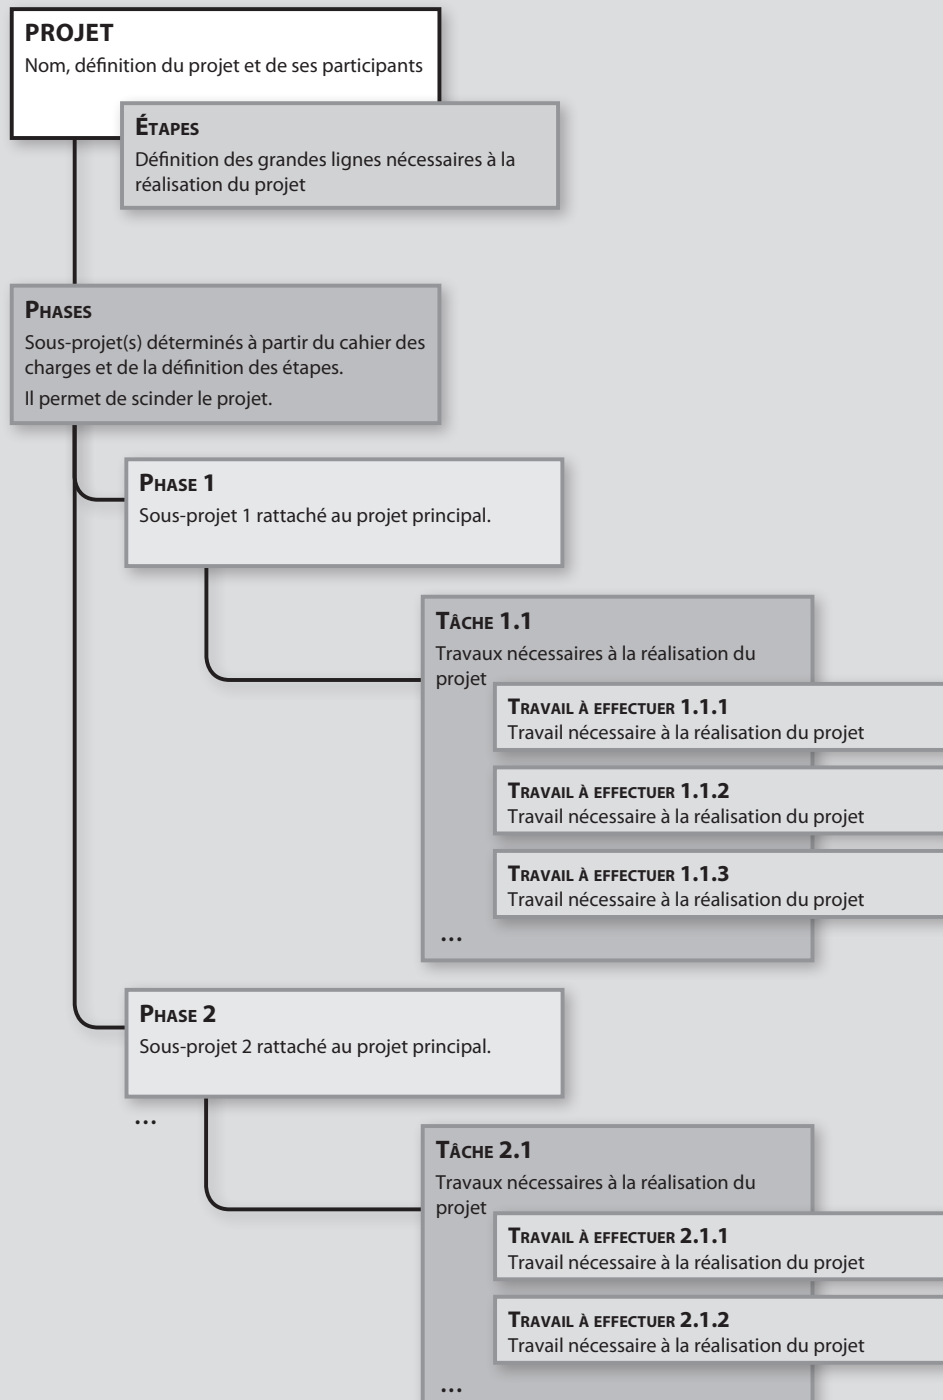 PROJET
Nom, définition du projet et de ses participants
Étapes
Définition des grandes lignes nécessaires à la
réalisation du projet
Phases
Sous-projet(s) déterminés à partir du cahier des
charges et de la définition des étapes.
Il permet de scinder le projet.
Phase 1
Sous-projet 1 rattaché au projet principal.
Tâche 1.1
Travaux nécessaires à la réalisation du
projet
Travail à effectuer 1.1.1
Travail nécessaire à la réalisation du projet
Travail à effectuer 1.1.2
Travail nécessaire à la réalisation du projet
Travail à effectuer 1.1.3
Travail nécessaire à la réalisation du projet
...
Phase 2
Sous-projet 2 rattaché au projet principal.
...
Tâche 2.1
Travaux nécessaires à la réalisation du
projet
Travail à effectuer 2.1.1
Travail nécessaire à la réalisation du projet
Travail à effectuer 2.1.2
Travail nécessaire à la réalisation du projet
...